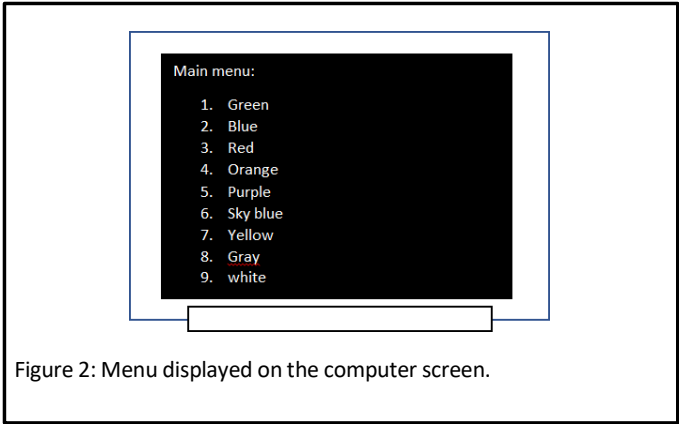 Main menu:
1. Green
2. Blue
3. Red
4. Orange
5. Purple
6. Sky blue
7. Yellow
8. Gray
9. white
Figure 2: Menu displayed on the computer screen.